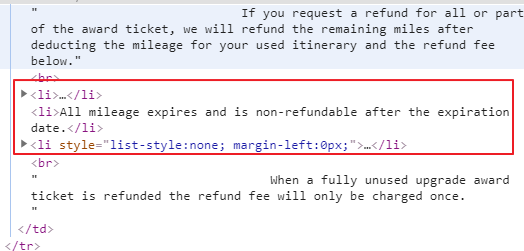 "                              If you request a refund for all or part
of the award ticket, we will refund the remaining miles after
deducting the mileage for your used itinerary and the refund fee
below."
<br>
▶<li>…</li>
<li>All mileage expires and is non-refundable after the expiration
date.</li>
▶<li style="list-style:none; margin-left:0px;">…</li>
<br>
"                                   When a fully unused upgrade award
ticket is refunded the refund fee will only be charged once.
"
</td>
</tr>